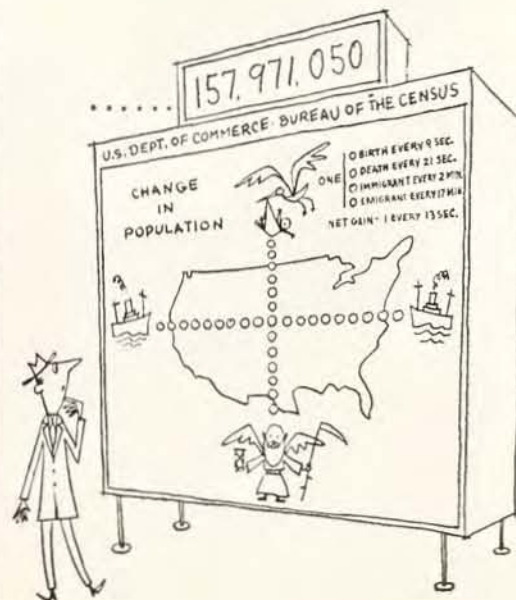 157,971,050
U.S. DEPT. OF COMMERCE · BUREAU OF THE CENSUS
CHANGE
IN
POPULATION
ONE
BIRTH EVERY 9 SEC.
DEATH EVERY 21 SEC.
IMMIGRANT EVERY 2 MIN.
EMIGRANT EVERY 17 MIN.
NET GAIN - 1 EVERY 13 SEC.